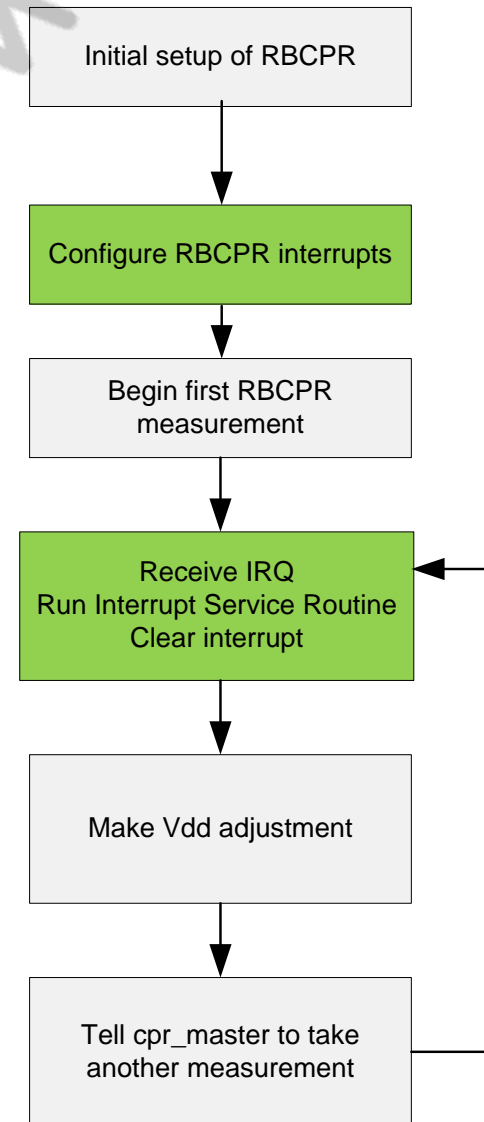 Initial setup of RBCPR
Configure RBCPR interrupts
Begin first RBCPR
measurement
Receive IRQ
Run Interrupt Service Routine
Clear interrupt
Make Vdd adjustment
Tell cpr_master to take
another measurement